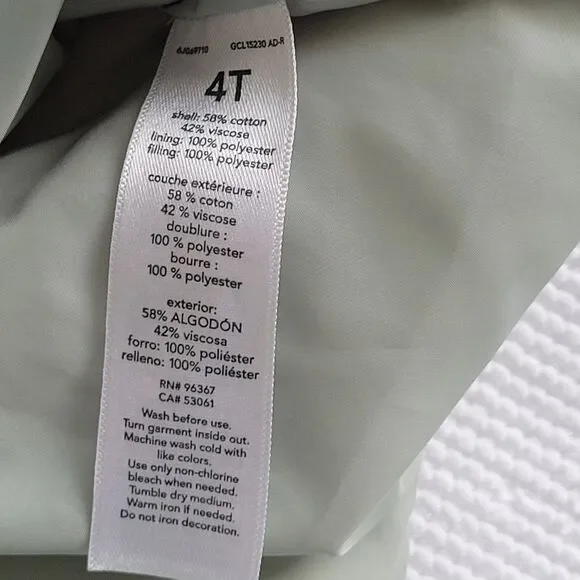 6J069710 GCL15230 AD-R
4T
shell: 58% cotton
42% viscose
lining: 100% polyester
filling: 100% polyester
couche extérieure :
58 % coton
42 % viscose
doublure :
100 % polyester
bourre :
100 % polyester
exterior:
58% ALGODÓN
42% viscosa
forro: 100% poliéster
relleno: 100% poliéster
RN# 96367
CA# 53061
Wash before use.
Turn garment inside out.
Machine wash cold with
like colors.
Use only non-chlorine
bleach when needed.
Tumble dry medium.
Warm iron if needed.
Do not iron decoration.